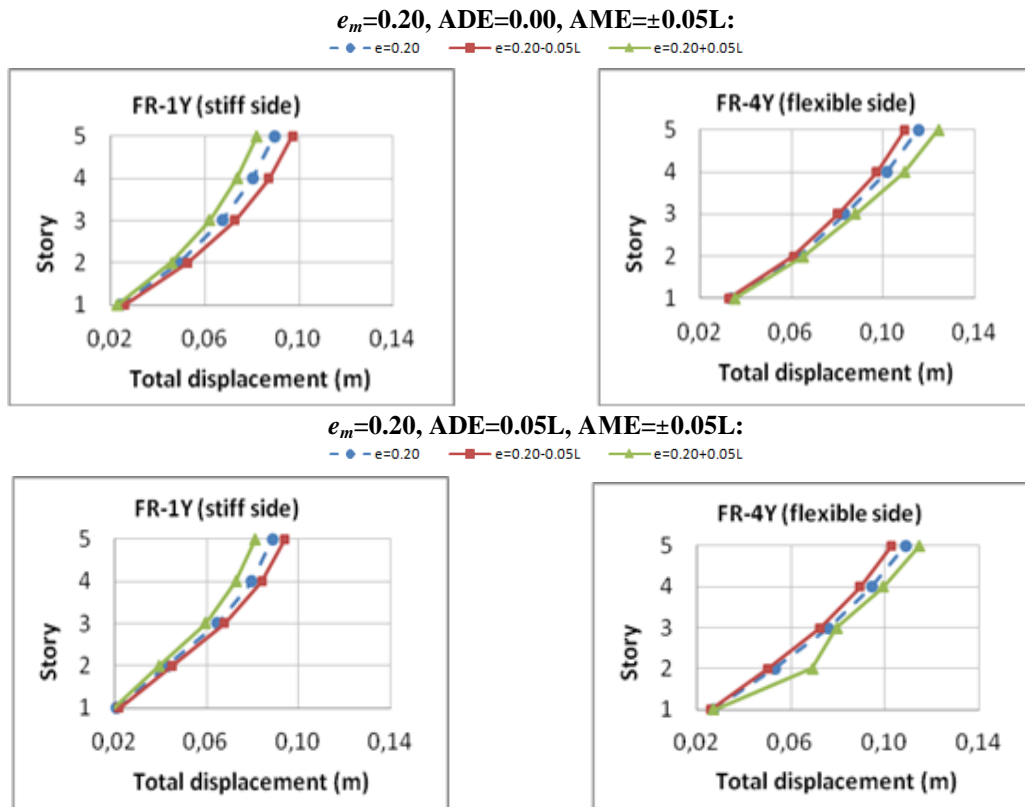 e_m=0.20, ADE=0.00, AME=±0.05L:
e=0.20 e=0.20-0.05L e=0.20+0.05L
FR-1Y (stiff side)
5
4
3
2
1
Story
0,02 0,06 0,10 0,14
Total displacement (m)
FR-4Y (flexible side)
5
4
3
2
1
Story
0,02 0,06 0,10 0,14
Total displacement (m)
e_m=0.20, ADE=0.05L, AME=±0.05L:
e=0.20 e=0.20-0.05L e=0.20+0.05L
FR-1Y (stiff side)
5
4
3
2
1
Story
0,02 0,06 0,10 0,14
Total displacement (m)
FR-4Y (flexible side)
5
4
3
2
1
Story
0,02 0,06 0,10 0,14
Total displacement (m)